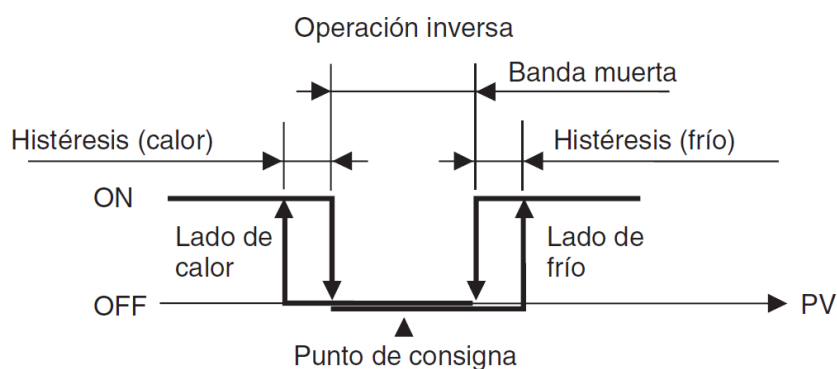 Operación inversa
Banda muerta
Histéresis (calor)
Histéresis (frío)
ON
Lado de
calor
Lado de
frío
OFF
PV
Punto de consigna